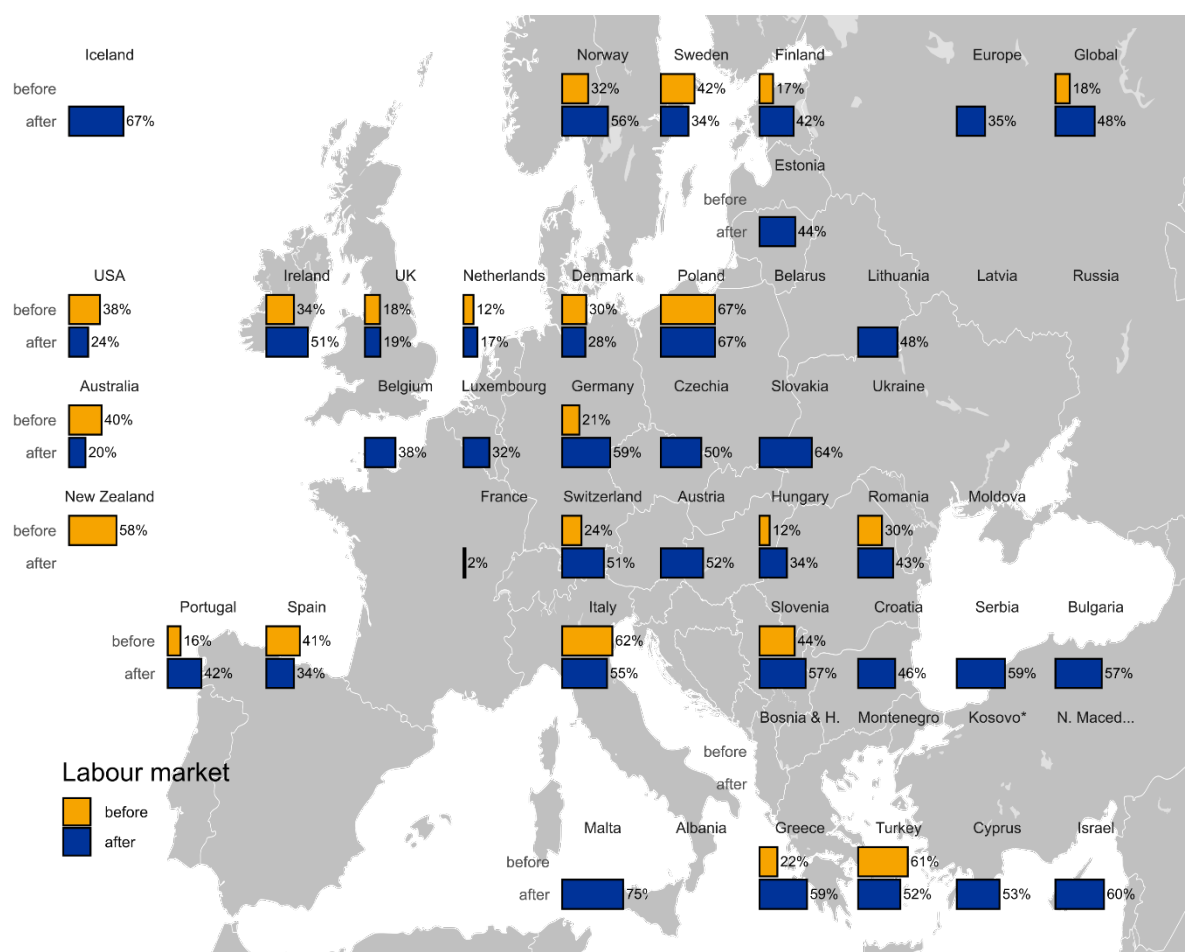 Iceland Norway Sweden Finland Europe Global
before 32% 42% 17% 18%
after 67% 56% 34% 42% 35% 48%
Estonia
before
after 44%
USA Ireland UK Netherlands Denmark Poland Belarus Lithuania Latvia Russia
before 38% 34% 18% 12% 30% 67%
after 24% 51% 19% 17% 28% 67% 48%
Australia Belgium Luxembourg Germany Czechia Slovakia Ukraine
before 40% 21%
after 20% 38% 32% 59% 50% 64%
New Zealand France Switzerland Austria Hungary Romania Moldova
before 58% 24% 12% 30%
after 2% 51% 52% 34% 43%
Portugal Spain Italy Slovenia Croatia Serbia Bulgaria
before 16% 41% 62% 44%
after 42% 34% 55% 57% 46% 59% 57%
Bosnia & H. Montenegro Kosovo* N. Maced...
before
after
Labour market
before
after
Malta Albania Greece Turkey Cyprus Israel
before 22% 61%
after 75% 59% 52% 53% 60%